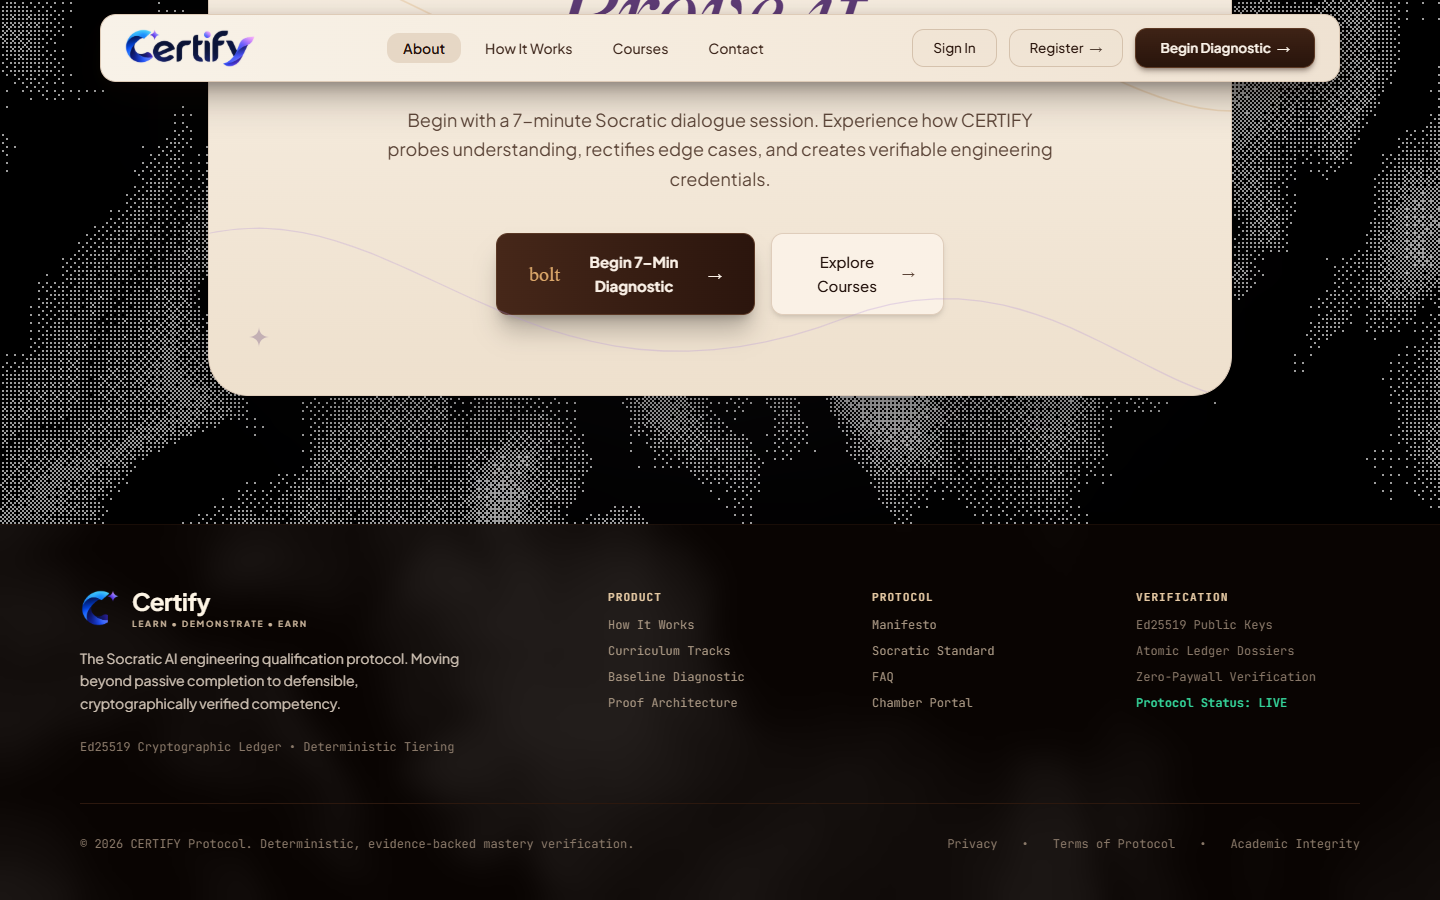 Prove it
Certify
About
How It Works
Courses
Contact
Sign In
Register →
Begin Diagnostic →
Begin with a 7–minute Socratic dialogue session. Experience how CERTIFY
probes understanding, rectifies edge cases, and creates verifiable engineering
credentials.
bolt
Begin 7–Min
Diagnostic
→
Explore
Courses
→
Certify
LEARN • DEMONSTRATE • EARN
The Socratic AI engineering qualification protocol. Moving
beyond passive completion to defensible,
cryptographically verified competency.
Ed25519 Cryptographic Ledger • Deterministic Tiering
PRODUCT
How It Works
Curriculum Tracks
Baseline Diagnostic
Proof Architecture
PROTOCOL
Manifesto
Socratic Standard
FAQ
Chamber Portal
VERIFICATION
Ed25519 Public Keys
Atomic Ledger Dossiers
Zero-Paywall Verification
Protocol Status: LIVE
© 2026 CERTIFY Protocol. Deterministic, evidence-backed mastery verification.
Privacy • Terms of Protocol • Academic Integrity